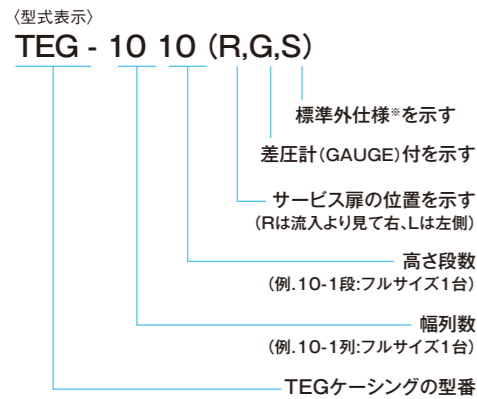 〈型式表示〉
TEG - 10 10 (R,G,S)
標準外仕様※を示す
差圧計(GAUGE)付を示す
サービス扉の位置を示す
(Rは流入より見て右、Lは左側)
高さ段数
(例.10-1段:フルサイズ1台)
幅列数
(例.10-1列:フルサイズ1台)
TEGケーシングの型番